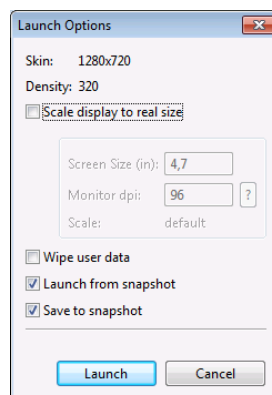 Launch Options
Skin: 1280x720
Density: 320
Scale display to real size
Screen Size (in): 4,7
Monitor dpi: 96 ?
Scale: default
Wipe user data
Launch from snapshot
Save to snapshot
Launch Cancel